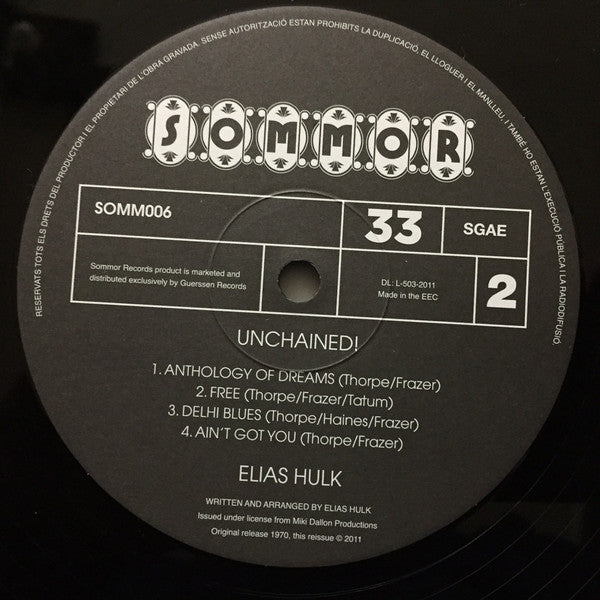 RESERVATS TOTS ELS DRETS DEL PRODUCTOR I EL PROPIETARI DE L'OBRA GRAVADA. SENSE AUTORITZACIÓ ESTAN PROHIBITS LA DUPLICACIÓ, EL LLOGUER I EL MANLLEU, I TAMBÉ HO ESTAN L'EXECUCIÓ PÚBLICA I LA RADIODIFUSIÓ.
SOMMOR
SOMM006
33
SGAE
Sommor Records product is marketed and
distributed exclusively by Guerssen Records
DL: L-503-2011
Made in the EEC
2
UNCHAINED!
1. ANTHOLOGY OF DREAMS (Thorpe/Frazer)
2. FREE (Thorpe/Frazer/Tatum)
3. DELHI BLUES (Thorpe/Haines/Frazer)
4. AIN´T GOT YOU (Thorpe/Frazer)
ELIAS HULK
WRITTEN AND ARRANGED BY ELIAS HULK
Issued under license from Miki Dallon Productions
Original release 1970, this reissue © 2011